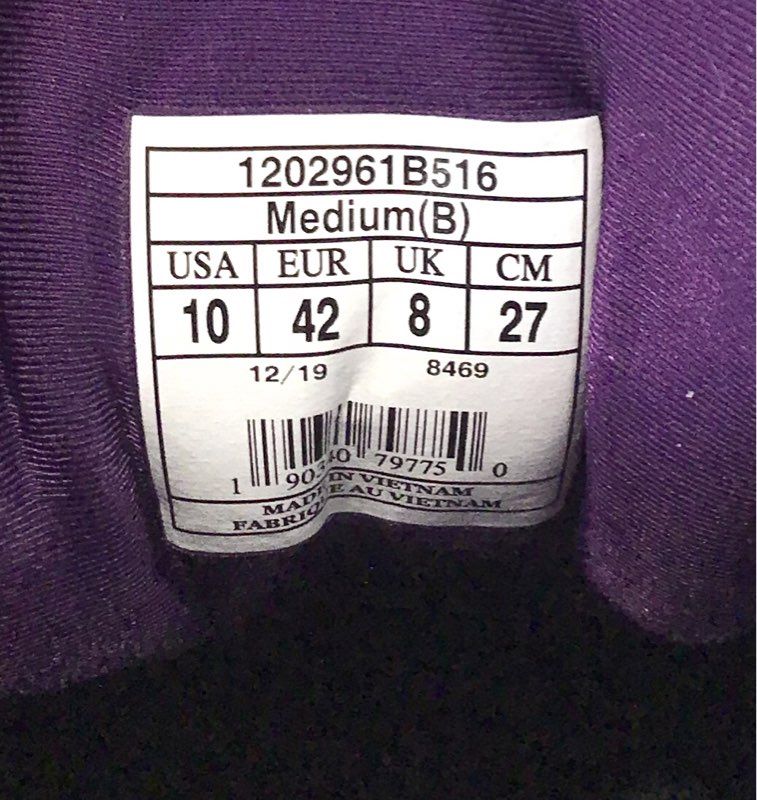 1202961B516
Medium(B)
USA EUR UK CM
10 42 8 27
12/19 8469
1 79775 0
MADE IN VIETNAM
AU VIETNAM